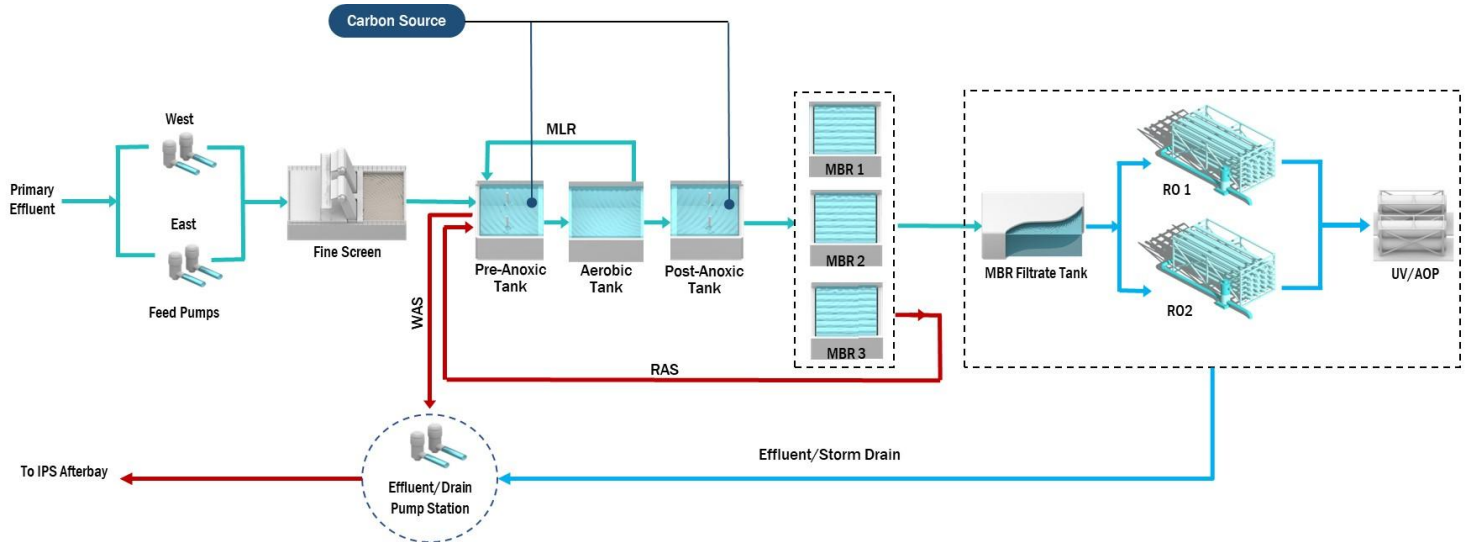 Carbon Source
West
MLR
MBR 1
Primary
Effluent
East
Feed Pumps
Fine Screen
Pre-Anoxic
Tank
Aerobic
Tank
Post-Anoxic
Tank
MBR 2
MBR 3
MBR Filtrate Tank
RO 1
RO2
UV/AOP
WAS
RAS
To IPS Afterbay
Effluent/Drain
Pump Station
Effluent/Storm Drain